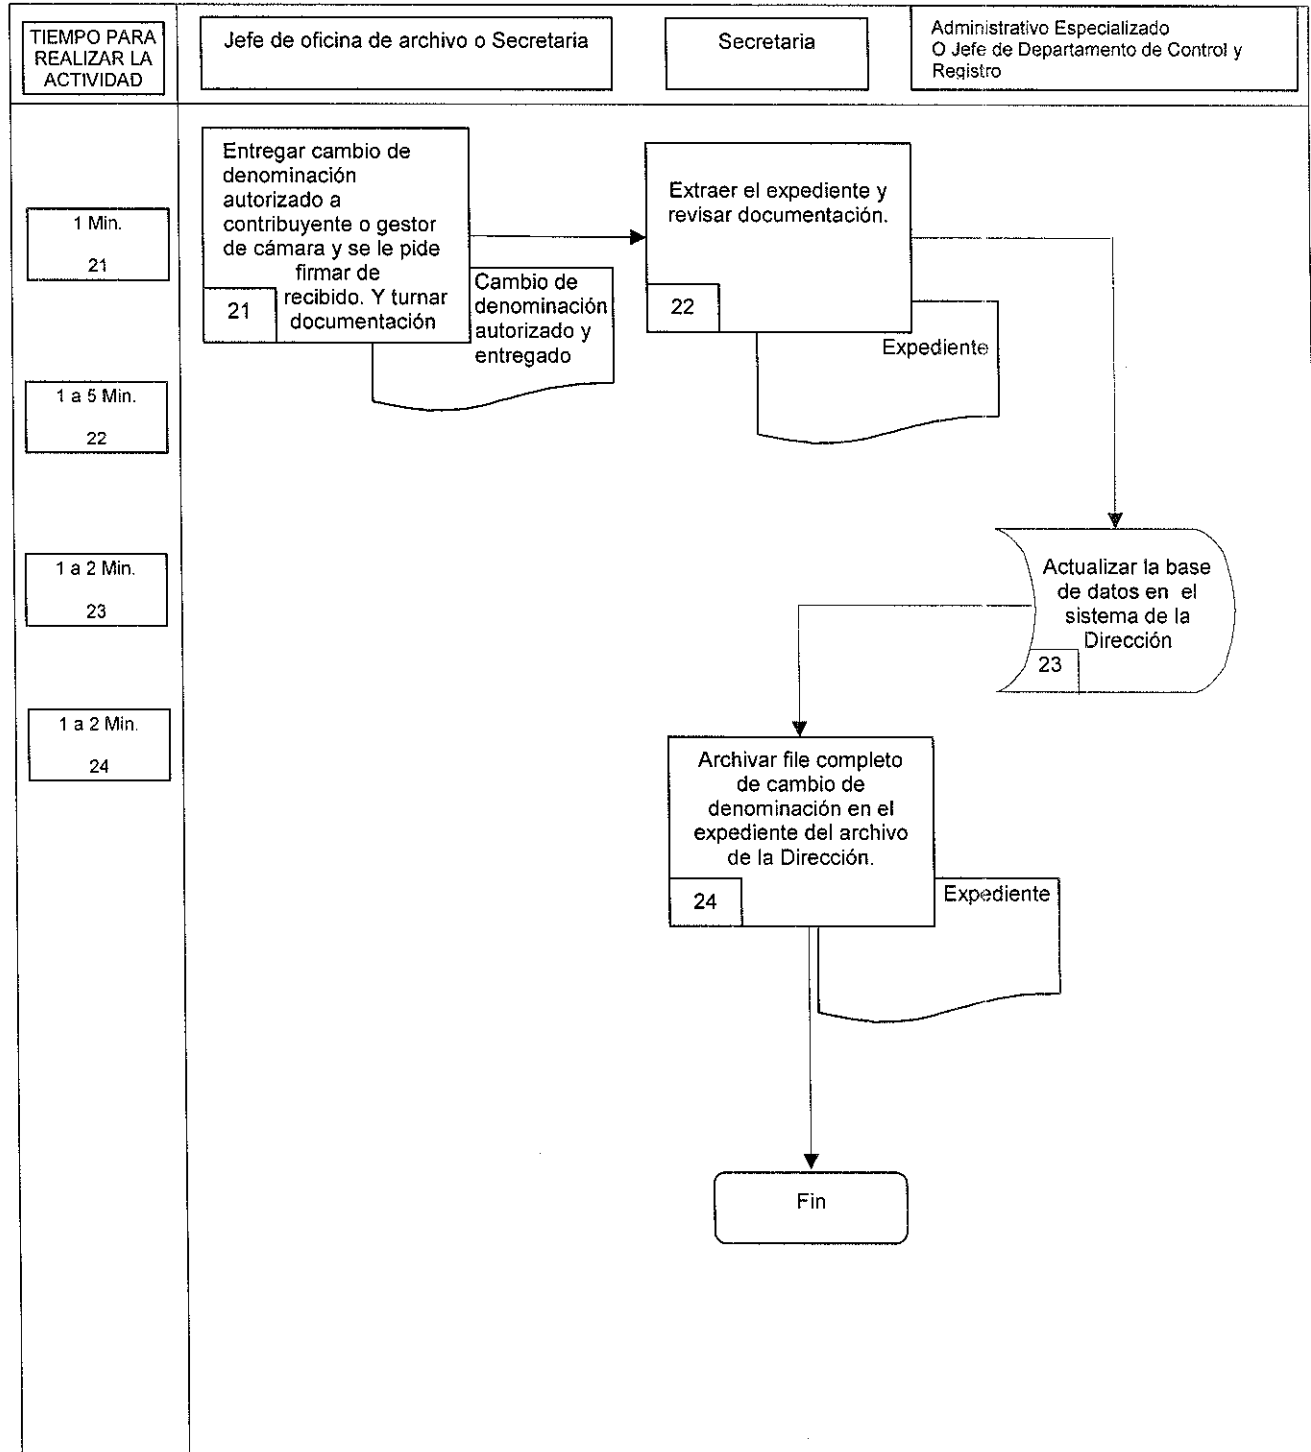 TIEMPO PARA
REALIZAR LA
ACTIVIDAD
Jefe de oficina de archivo o Secretaria
Secretaria
Administrativo Especializado
O Jefe de Departamento de Control y
Registro
1 Min.
21
Entregar cambio de
denominación
autorizado a
contribuyente o gestor
de cámara y se le pide
firmar de
recibido. Y turnar
documentación
21
Cambio de
denominación
autorizado y
entregado
Extraer el expediente y
revisar documentación.
22
Expediente
1 a 5 Min.
22
1 a 2 Min.
23
Actualizar la base
de datos en el
sistema de la
Dirección
23
1 a 2 Min.
24
Archivar file completo
de cambio de
denominación en el
expediente del archivo
de la Dirección.
24
Expediente
Fin